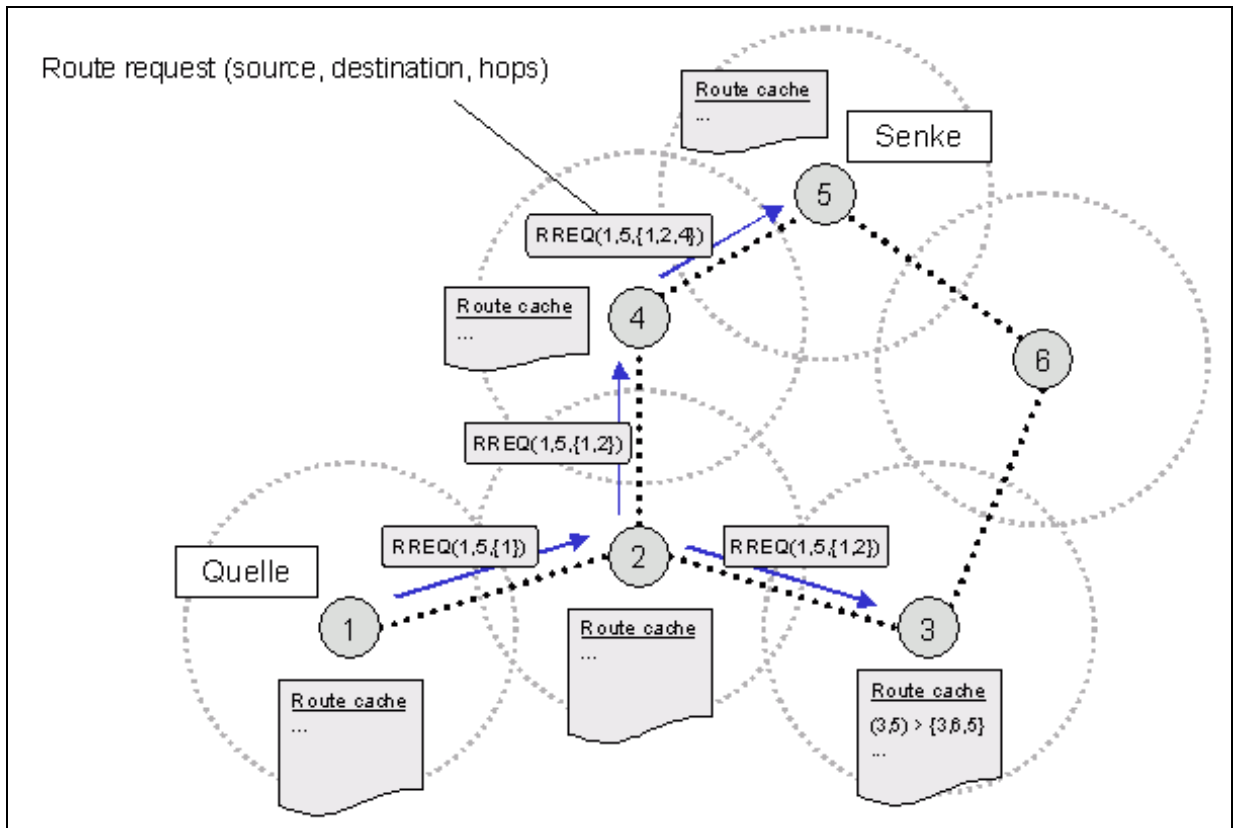 Route request (source, destination, hops)
Route cache
...
Senke
5
RREQ(1,5,{1,2,4})
Route cache
...
4
6
RREQ(1,5,{1,2})
RREQ(1,5,{1})
RREQ(1,5,{1,2})
Quelle
2
1
3
Route cache
...
Route cache
...
Route cache
(3,5) > {3,6,5}
...